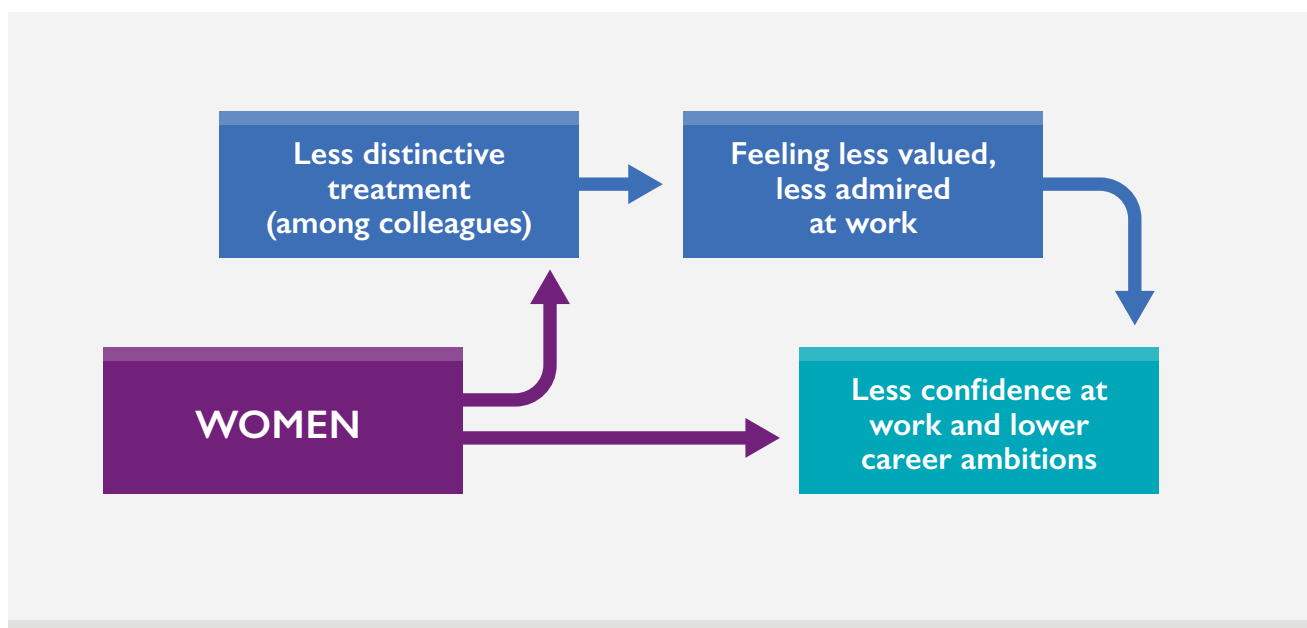 Less distinctive
treatment
(among colleagues)
Feeling less valued,
less admired
at work
WOMEN
Less confidence at
work and lower
career ambitions